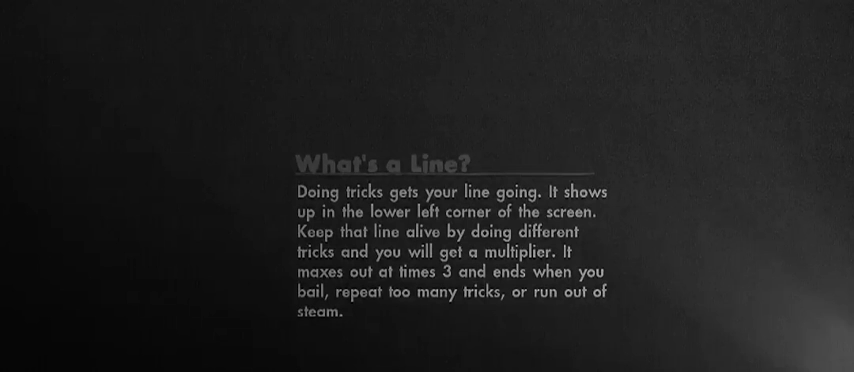 What's a Line?
Doing tricks gets your line going. It shows
up in the lower left corner of the screen.
Keep that line alive by doing different
tricks and you will get a multiplier. It
maxes out at times 3 and ends when you
bail, repeat too many tricks, or run out of
steam.